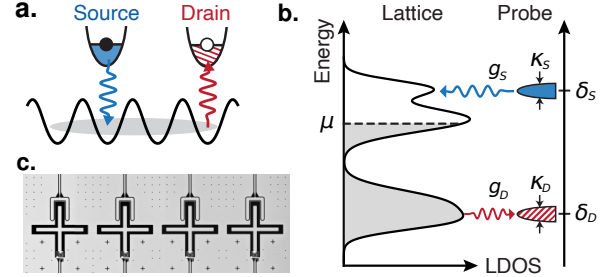 a.
Source
Drain
b.
Lattice
Probe
Energy
g_S
κ_S
δ_S
μ
g_D
κ_D
δ_D
LDOS
c.